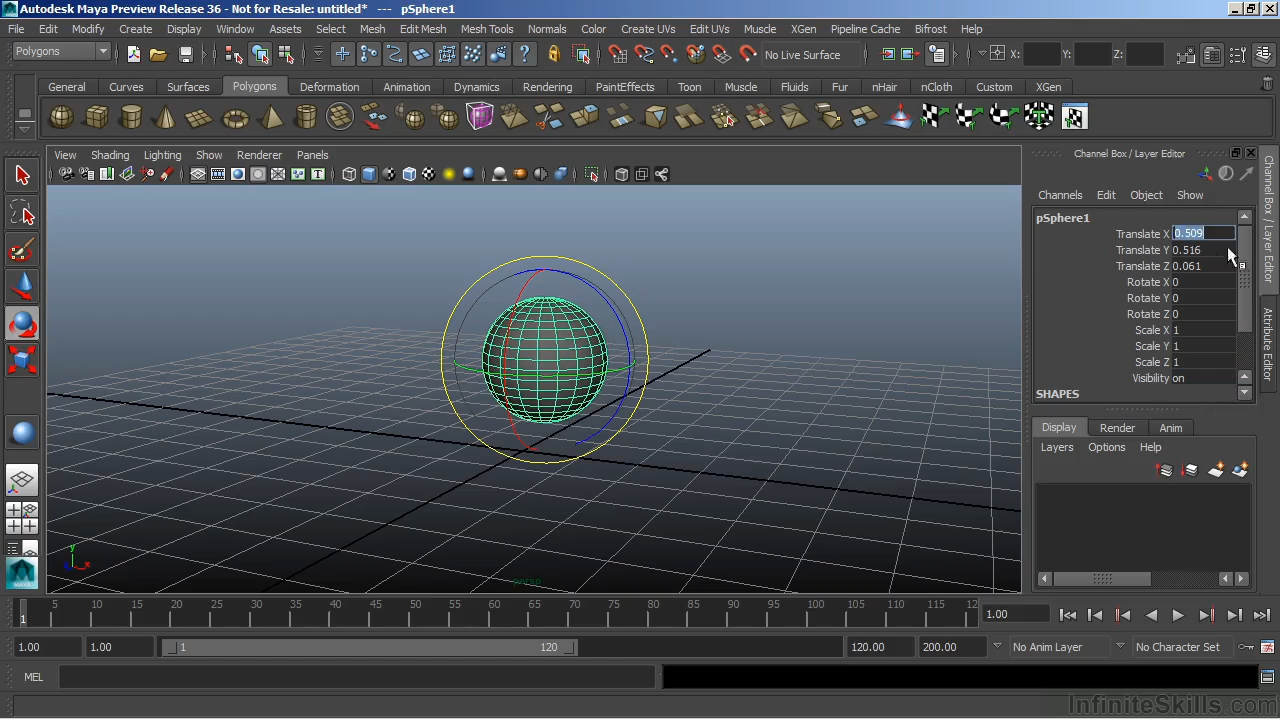 Autodesk Maya Preview Release 36 - Not for Resale: untitled* --- pSphere1
File Edit Modify Create Display Window Assets Select Mesh Edit Mesh Mesh Tools Normals Color Create UVs Edit UVs Muscle XGen Pipeline Cache Bifrost Help
Polygons No Live Surface X: Y: Z:
General Curves Surfaces Polygons Deformation Animation Dynamics Rendering PaintEffects Toon Muscle Fluids Fur nHair nCloth Custom XGen
View Shading Lighting Show Renderer Panels
Channel Box / Layer Editor
Channels Edit Object Show
pSphere1
Translate X 0.509
Translate Y 0.516
Translate Z 0.061
Rotate X 0
Rotate Y 0
Rotate Z 0
Scale X 1
Scale Y 1
Scale Z 1
Visibility on
SHAPES
Display Render Anim
Layers Options Help
Channel Box / Layer Editor
Attribute Editor
y
x
persp
5 10 15 20 25 30 35 40 45 50 55 60 65 70 75 80 85 90 95 100 105 110 115 12
1
1.00
1.00 1.00 1 120 120.00 200.00 No Anim Layer No Character Set
MEL
InfiniteSkills.com